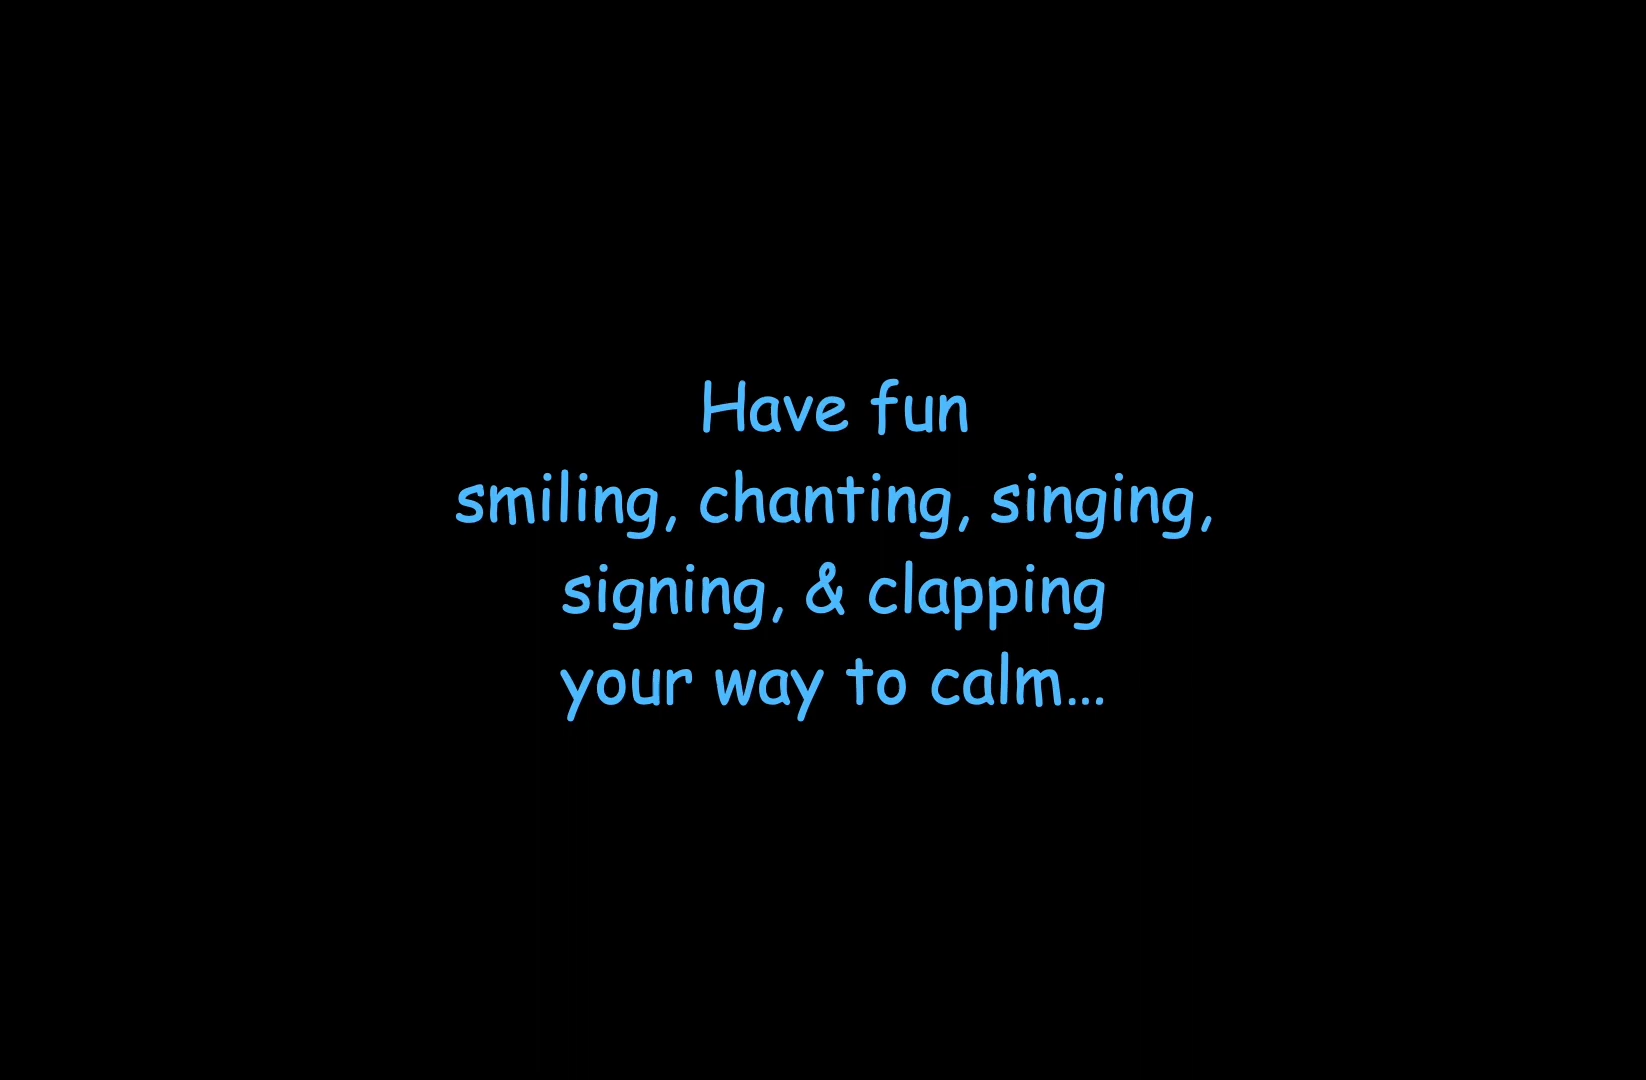 Have fun
smiling, chanting, singing,
signing, & clapping
your way to calm...